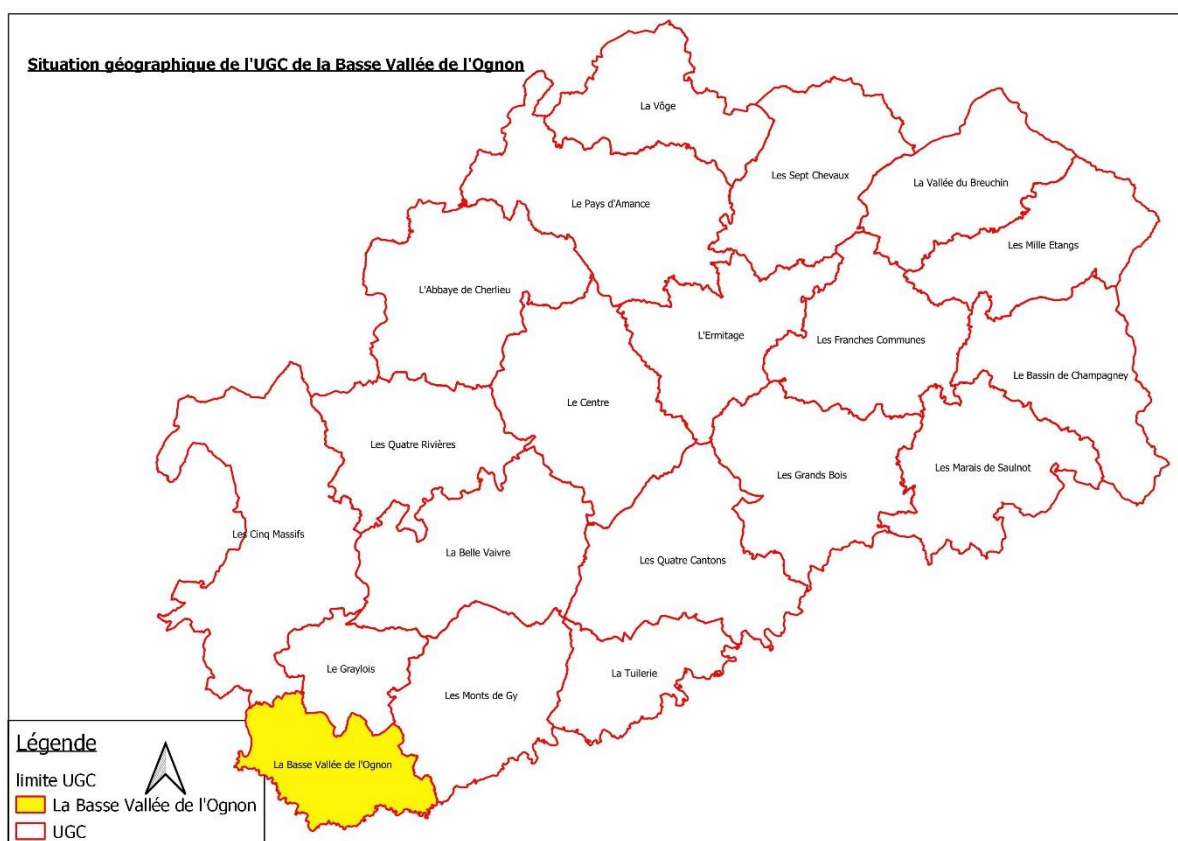 Situation géographique de l'UGC de la Basse Vallée de l'Ognon
La Vôge
Les Sept Chevaux
La Vallée du Breuchin
Le Pays d'Amance
Les Mille Etangs
L'Abbaye de Cherlieu
L'Ermitage
Les Franches Communes
Le Bassin de Champagney
Le Centre
Les Quatre Rivières
Les Grands Bois
Les Marais de Saulnot
Les Cinq Massifs
La Belle Vaivre
Les Quatre Cantons
Le Graylois
La Tuilerie
Les Monts de Gy
La Basse Vallée de l'Ognon
Légende
limite UGC
La Basse Vallée de l'Ognon
UGC